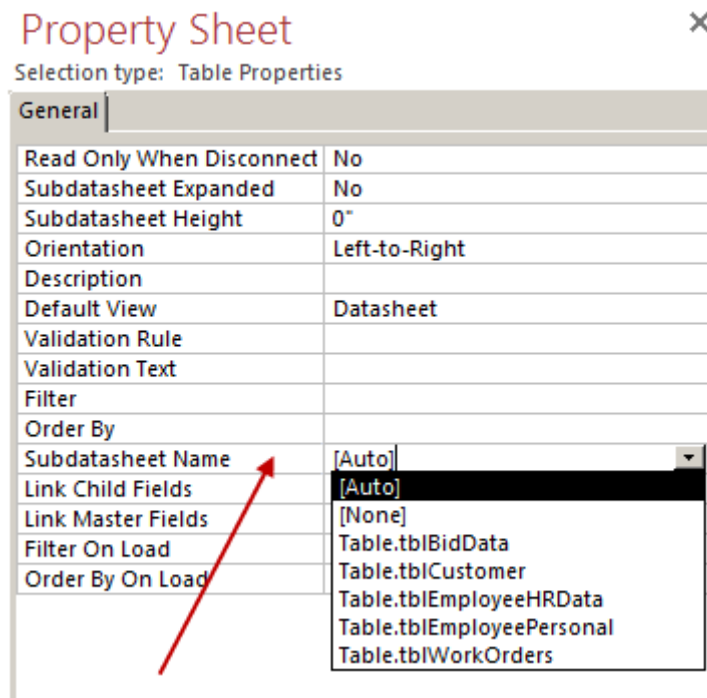 Property Sheet
Selection type: Table Properties
General
Read Only When Disconnect No
Subdatasheet Expanded No
Subdatasheet Height 0"
Orientation Left-to-Right
Description
Default View Datasheet
Validation Rule
Validation Text
Filter
Order By
Subdatasheet Name [Auto]
Link Child Fields
Link Master Fields
Filter On Load
Order By On Load
[Auto]
[None]
Table.tblBidData
Table.tblCustomer
Table.tblEmployeeHRData
Table.tblEmployeePersonal
Table.tblWorkOrders